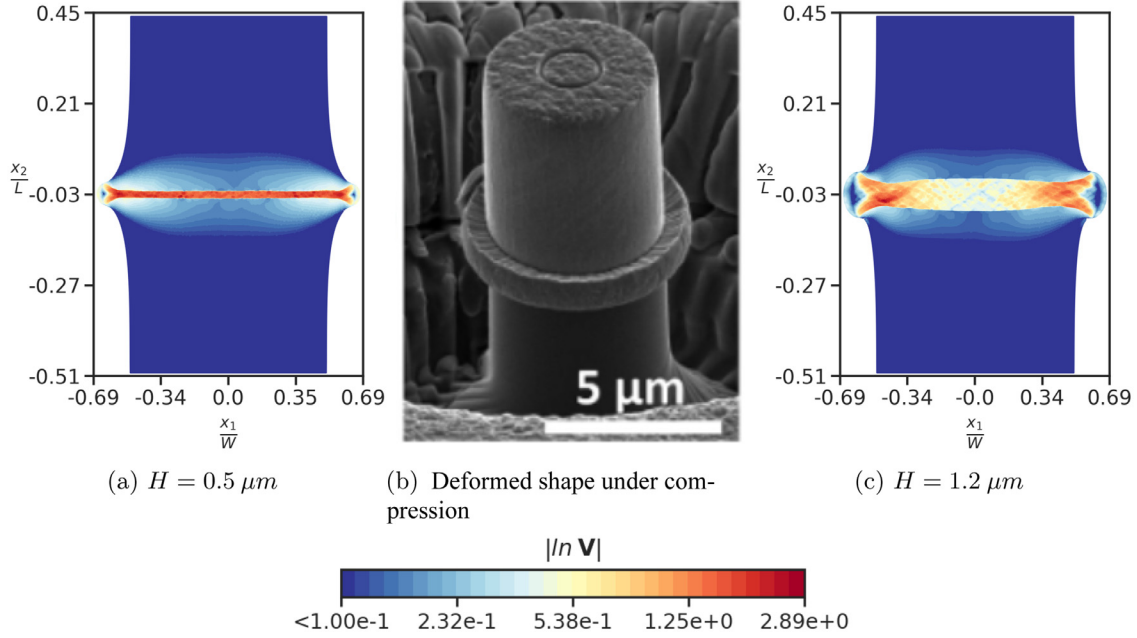 0.45
0.21
x₂/L
-0.03
-0.27
-0.51
-0.69 -0.34 0.0 0.35 0.69
x₁/W
5 μm
0.45
0.21
x₂/L
-0.03
-0.27
-0.51
-0.69 -0.34 -0.0 0.34 0.69
x₁/W
(a) H = 0.5 μm
(b) Deformed shape under com-
pression
(c) H = 1.2 μm
|ln V|
<1.00e-1 2.32e-1 5.38e-1 1.25e+0 2.89e+0